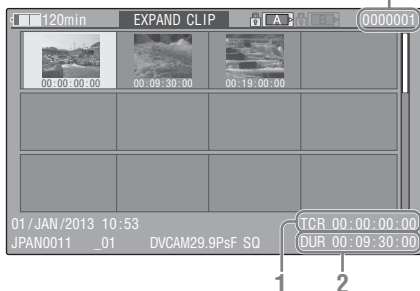 120min EXPAND CLIP A B 0000001
00:00:00:00 00:09:30:00 00:19:00:00
01/JAN/2013 10:53 TCR 00:00:00:00
JPAN0011 _01 DVCAM29.9PsF SQ DUR 00:09:30:00
1 2